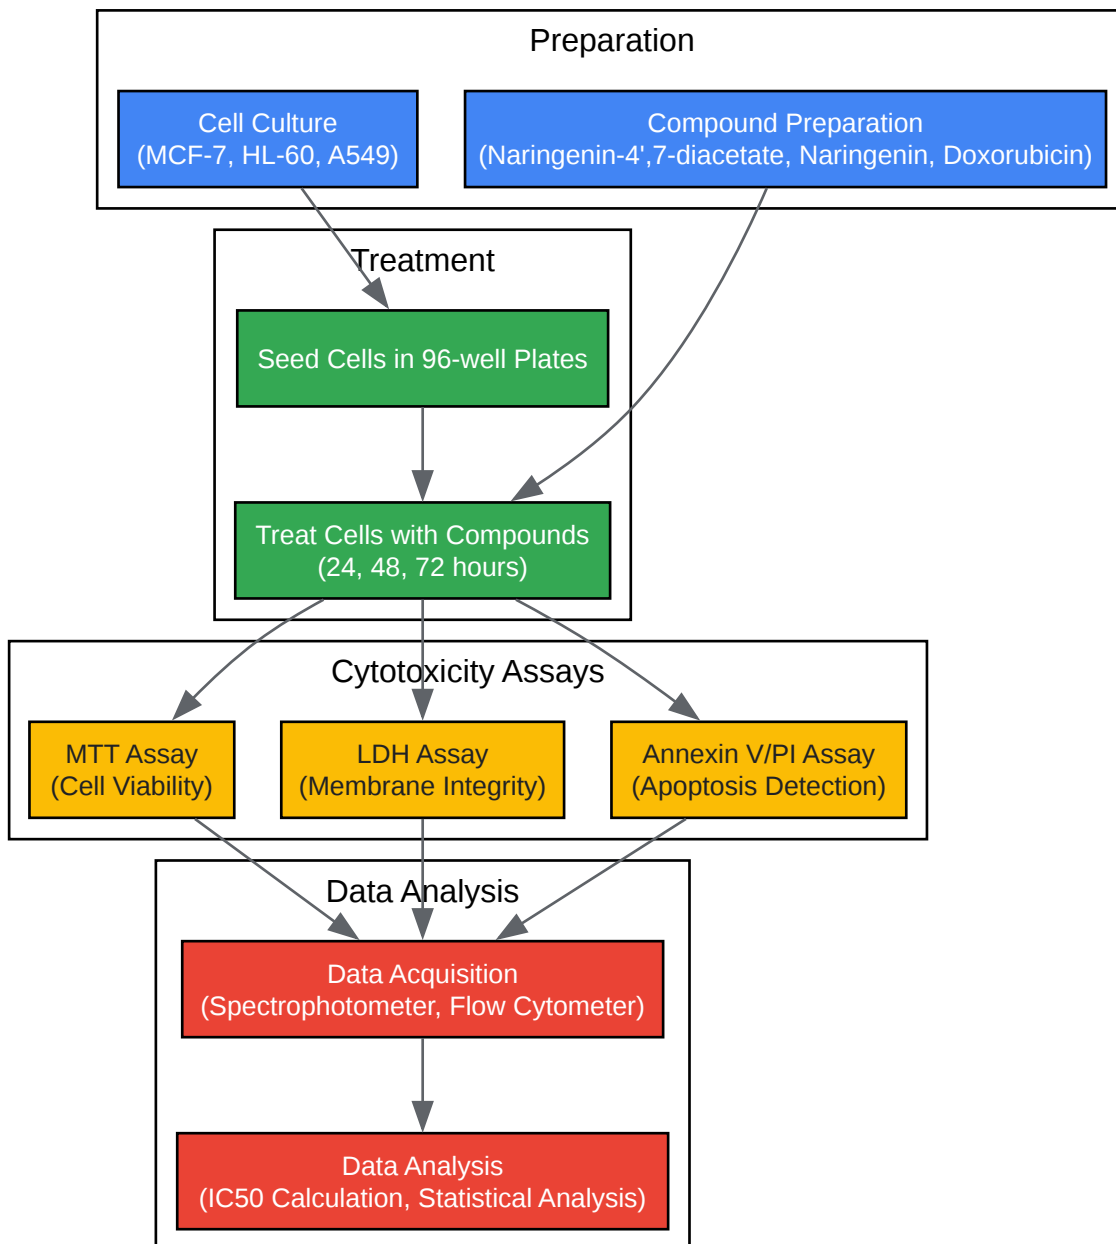 Preparation
Cell Culture
(MCF-7, HL-60, A549)
Compound Preparation
(Naringenin-4',7-diacetate, Naringenin, Doxorubicin)
Treatment
Seed Cells in 96-well Plates
Treat Cells with Compounds
(24, 48, 72 hours)
Cytotoxicity Assays
MTT Assay
(Cell Viability)
LDH Assay
(Membrane Integrity)
Annexin V/PI Assay
(Apoptosis Detection)
Data Analysis
Data Acquisition
(Spectrophotometer, Flow Cytometer)
Data Analysis
(IC50 Calculation, Statistical Analysis)